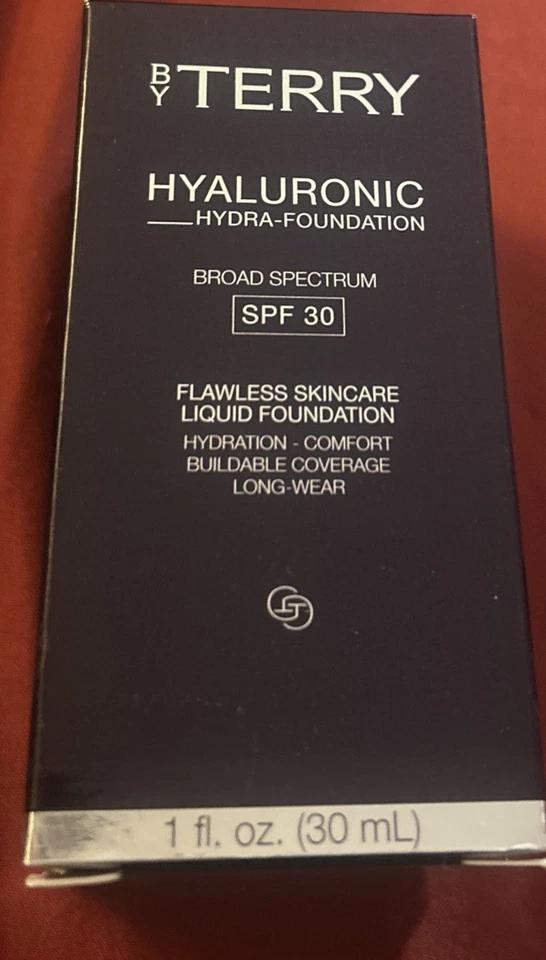 BY TERRY
HYALURONIC
HYDRA-FOUNDATION
BROAD SPECTRUM
SPF 30
FLAWLESS SKINCARE
LIQUID FOUNDATION
HYDRATION - COMFORT
BUILDABLE COVERAGE
LONG-WEAR
1 fl. oz. (30 mL)